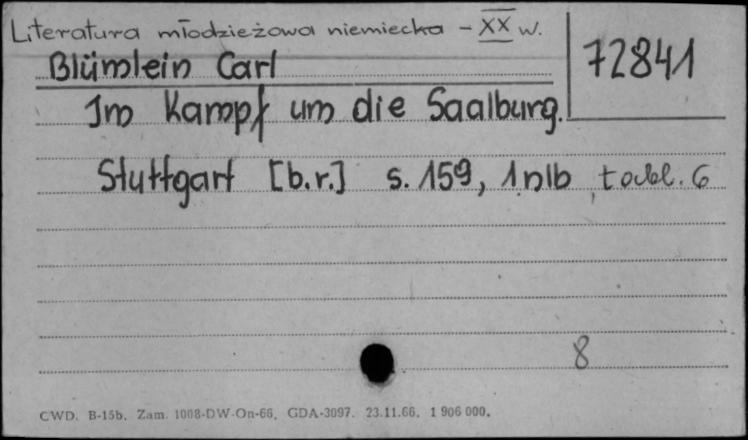 Literatura młodzieżowa niemiecka - XX w.
72841
Blümlein Carl
Im Kampf um die Saalburg.
Stuttgart [b.r.] s. 159, 1 nlb, tabl. 6
8
CWD. B-15b. Zam. 1008-DW-On-66. GDA-3097. 23.11.66. 1 906 000.